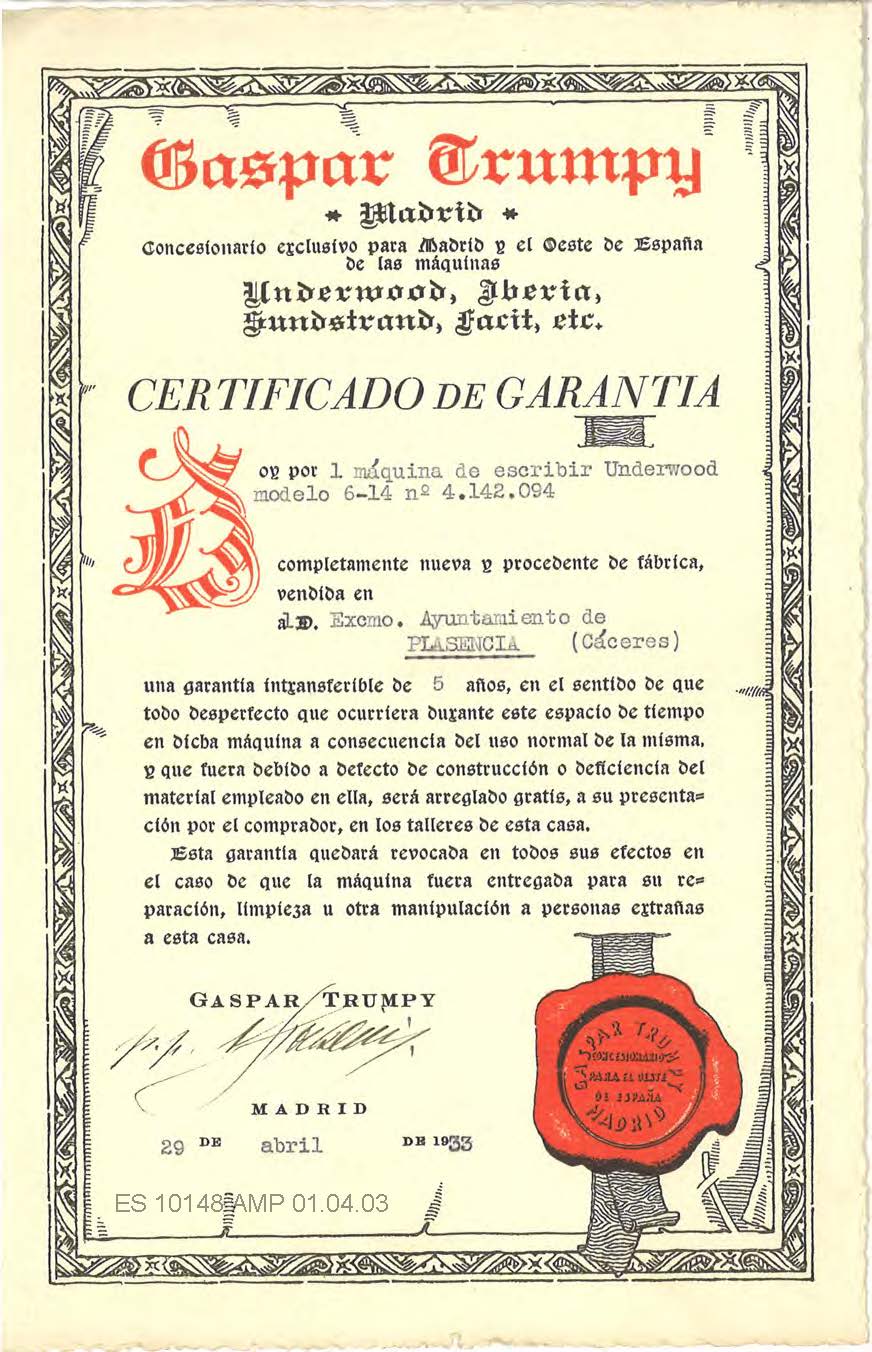 Gaspar Trumpy
* Madrid *
Concesionario exclusivo para Madrid y el Oeste de España
de las máquinas
Underwood, Iberia,
Sundstrand, Facit, etc.
CERTIFICADO DE GARANTIA
Doy por 1 máquina de escribir Underwood
modelo 6-14 nº 4.142.094
completamente nueva y procedente de fábrica,
vendida en
al D. Excmo. Ayuntamiento de
PLASENCIA (Cáceres)
una garantía intransferible de 5 años, en el sentido de que
todo desperfecto que ocurriera durante este espacio de tiempo
en dicha máquina a consecuencia del uso normal de la misma,
y que fuera debido a defecto de construcción o deficiencia del
material empleado en ella, será arreglado gratis, a su presenta=
ción por el comprador, en los talleres de esta casa.
Esta garantía quedará revocada en todos sus efectos en
el caso de que la máquina fuera entregada para su re=
paración, limpieza u otra manipulación a personas extrañas
a esta casa.
GASPAR TRUMPY
p.p.
MADRID
29 DE abril DE 1933
GASPAR TRUMPY
CONCESIONARIO
PARA EL OESTE
DE ESPAÑA
MADRID
ES 10148 AMP 01.04.03